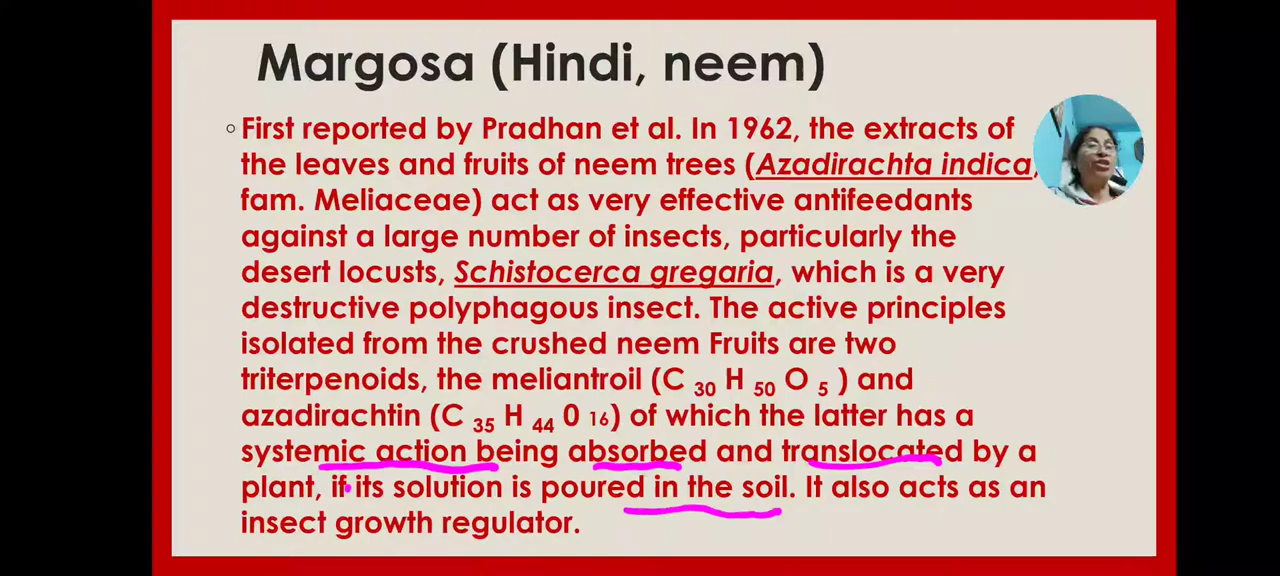 Margosa (Hindi, neem)
◦ First reported by Pradhan et al. In 1962, the extracts of
the leaves and fruits of neem trees (Azadirachta indica,
fam. Meliaceae) act as very effective antifeedants
against a large number of insects, particularly the
desert locusts, Schistocerca gregaria, which is a very
destructive polyphagous insect. The active principles
isolated from the crushed neem Fruits are two
triterpenoids, the meliantroil (C 30 H 50 O 5 ) and
azadirachtin (C 35 H 44 0 16) of which the latter has a
systemic action being absorbed and translocated by a
plant, if its solution is poured in the soil. It also acts as an
insect growth regulator.